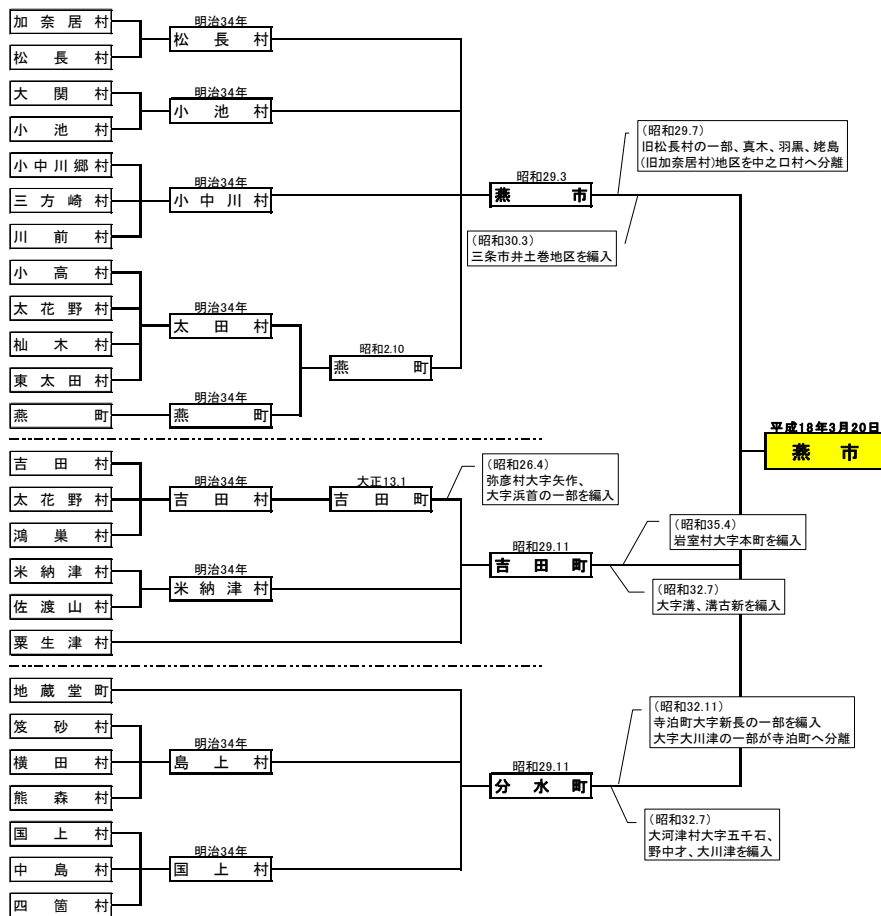 加奈居村
明治34年
松長村
松長村
大関村
明治34年
小池村
小池村
小中川郷村
明治34年
三方崎村
小中川村
川前村
(昭和29.7)
旧松長村の一部、真木、羽黒、姥島
(旧加奈居村)地区を中之口村へ分離
昭和29.3
燕市
(昭和30.3)
三条市井土巻地区を編入
小高村
明治34年
太花野村
太田村
杣木村
昭和2.10
燕町
東太田村
明治34年
燕町
燕町
平成18年3月20日
燕市
吉田村
明治34年
太花野村
吉田村
大正13.1
吉田町
(昭和26.4)
弥彦村大字矢作、
大字浜首の一部を編入
鴻巣村
米納津村
明治34年
米納津村
佐渡山村
昭和29.11
吉田町
(昭和35.4)
岩室村大字本町を編入
(昭和32.7)
大字溝、溝古新を編入
粟生津村
地蔵堂町
笈砂村
明治34年
横田村
島上村
熊森村
昭和29.11
分水町
(昭和32.11)
寺泊町大字新長の一部を編入
大字大川津の一部が寺泊町へ分離
(昭和32.7)
大河津村大字五千石、
野中才、大川津を編入
国上村
明治34年
中島村
国上村
四箇村